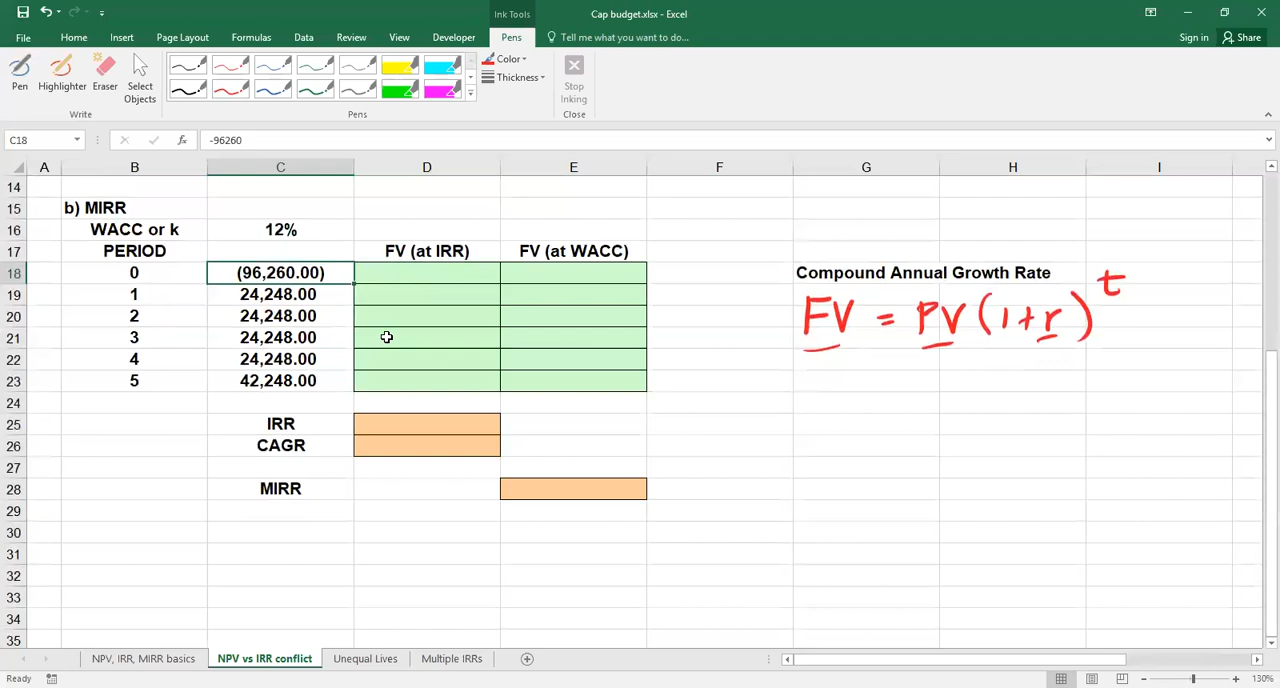 Ink Tools
Cap budget.xlsx - Excel
File Home Insert Page Layout Formulas Data Review View Developer Pens Tell me what you want to do... Sign in Share
Pen Highlighter Eraser Select Objects
Color
Thickness
Stop Inking
Write Pens Close
C18 fx -96260
A B C D E F G H I
14
15 b) MIRR
16 WACC or k 12%
17 PERIOD FV (at IRR) FV (at WACC)
18 0 (96,260.00) Compound Annual Growth Rate
19 1 24,248.00
20 2 24,248.00 FV = PV (1+r)^t
21 3 24,248.00
22 4 24,248.00
23 5 42,248.00
24
25 IRR
26 CAGR
27
28 MIRR
29
30
31
32
33
34
35
NPV, IRR, MIRR basics NPV vs IRR conflict Unequal Lives Multiple IRRs
Ready 130%